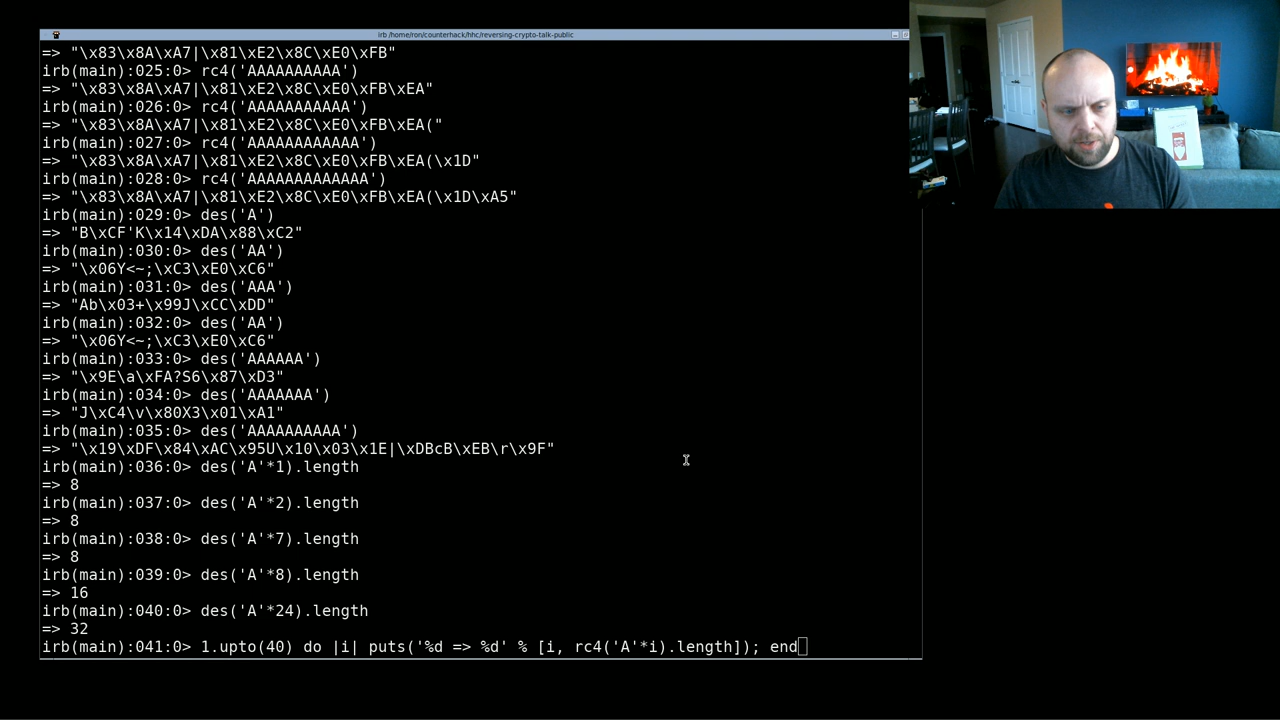 irb /home/ron/counterhack/hhc/reversing-crypto-talk-public
=> "\x83\x8A\xA7|\x81\xE2\x8C\xE0\xFB"
irb(main):025:0> rc4('AAAAAAAAAA')
=> "\x83\x8A\xA7|\x81\xE2\x8C\xE0\xFB\xEA"
irb(main):026:0> rc4('AAAAAAAAAAA')
=> "\x83\x8A\xA7|\x81\xE2\x8C\xE0\xFB\xEA("
irb(main):027:0> rc4('AAAAAAAAAAAA')
=> "\x83\x8A\xA7|\x81\xE2\x8C\xE0\xFB\xEA(\x1D"
irb(main):028:0> rc4('AAAAAAAAAAAAA')
=> "\x83\x8A\xA7|\x81\xE2\x8C\xE0\xFB\xEA(\x1D\xA5"
irb(main):029:0> des('A')
=> "B\xCF'K\x14\xDA\x88\xC2"
irb(main):030:0> des('AA')
=> "\x06Y<~;\xC3\xE0\xC6"
irb(main):031:0> des('AAA')
=> "Ab\x03+\x99J\xCC\xDD"
irb(main):032:0> des('AA')
=> "\x06Y<~;\xC3\xE0\xC6"
irb(main):033:0> des('AAAAAA')
=> "\x9E\a\xFA?S6\x87\xD3"
irb(main):034:0> des('AAAAAAA')
=> "J\xC4\v\x80X3\x01\xA1"
irb(main):035:0> des('AAAAAAAAAA')
=> "\x19\xDF\x84\xAC\x95U\x10\x03\x1E|\xDBcB\xEB\r\x9F"
irb(main):036:0> des('A'*1).length
=> 8
irb(main):037:0> des('A'*2).length
=> 8
irb(main):038:0> des('A'*7).length
=> 8
irb(main):039:0> des('A'*8).length
=> 16
irb(main):040:0> des('A'*24).length
=> 32
irb(main):041:0> 1.upto(40) do |i| puts('%d => %d' % [i, rc4('A'*i).length]); end